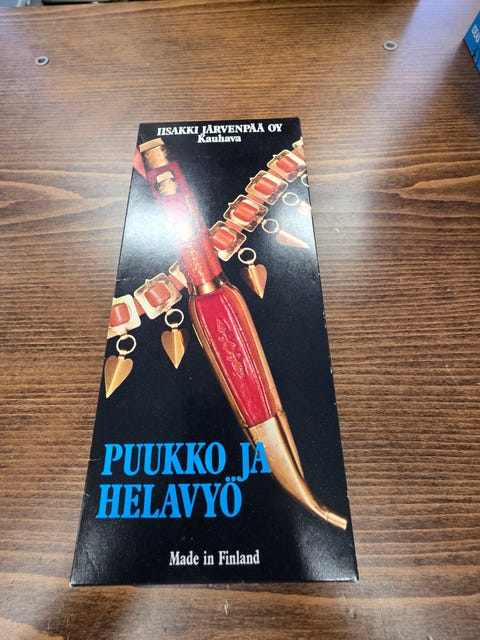 IISAKKI JÄRVENPÄÄ OY
Kauhava
PUUKKO JA
HELAVYÖ
Made in Finland